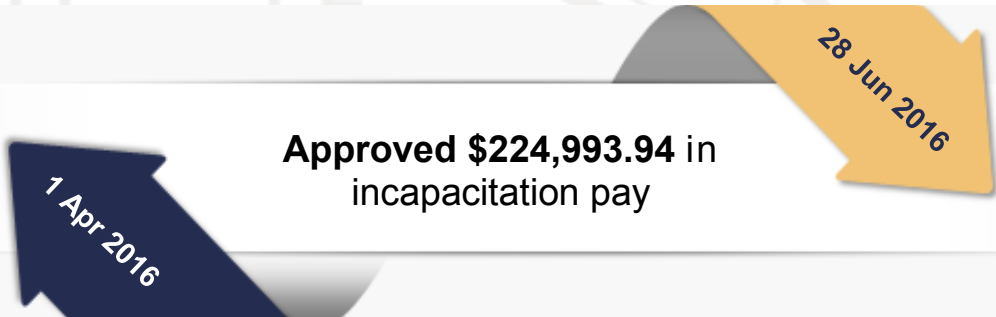 28 Jun 2016
Approved $224,993.94 in
incapacitation pay
1 Apr 2016